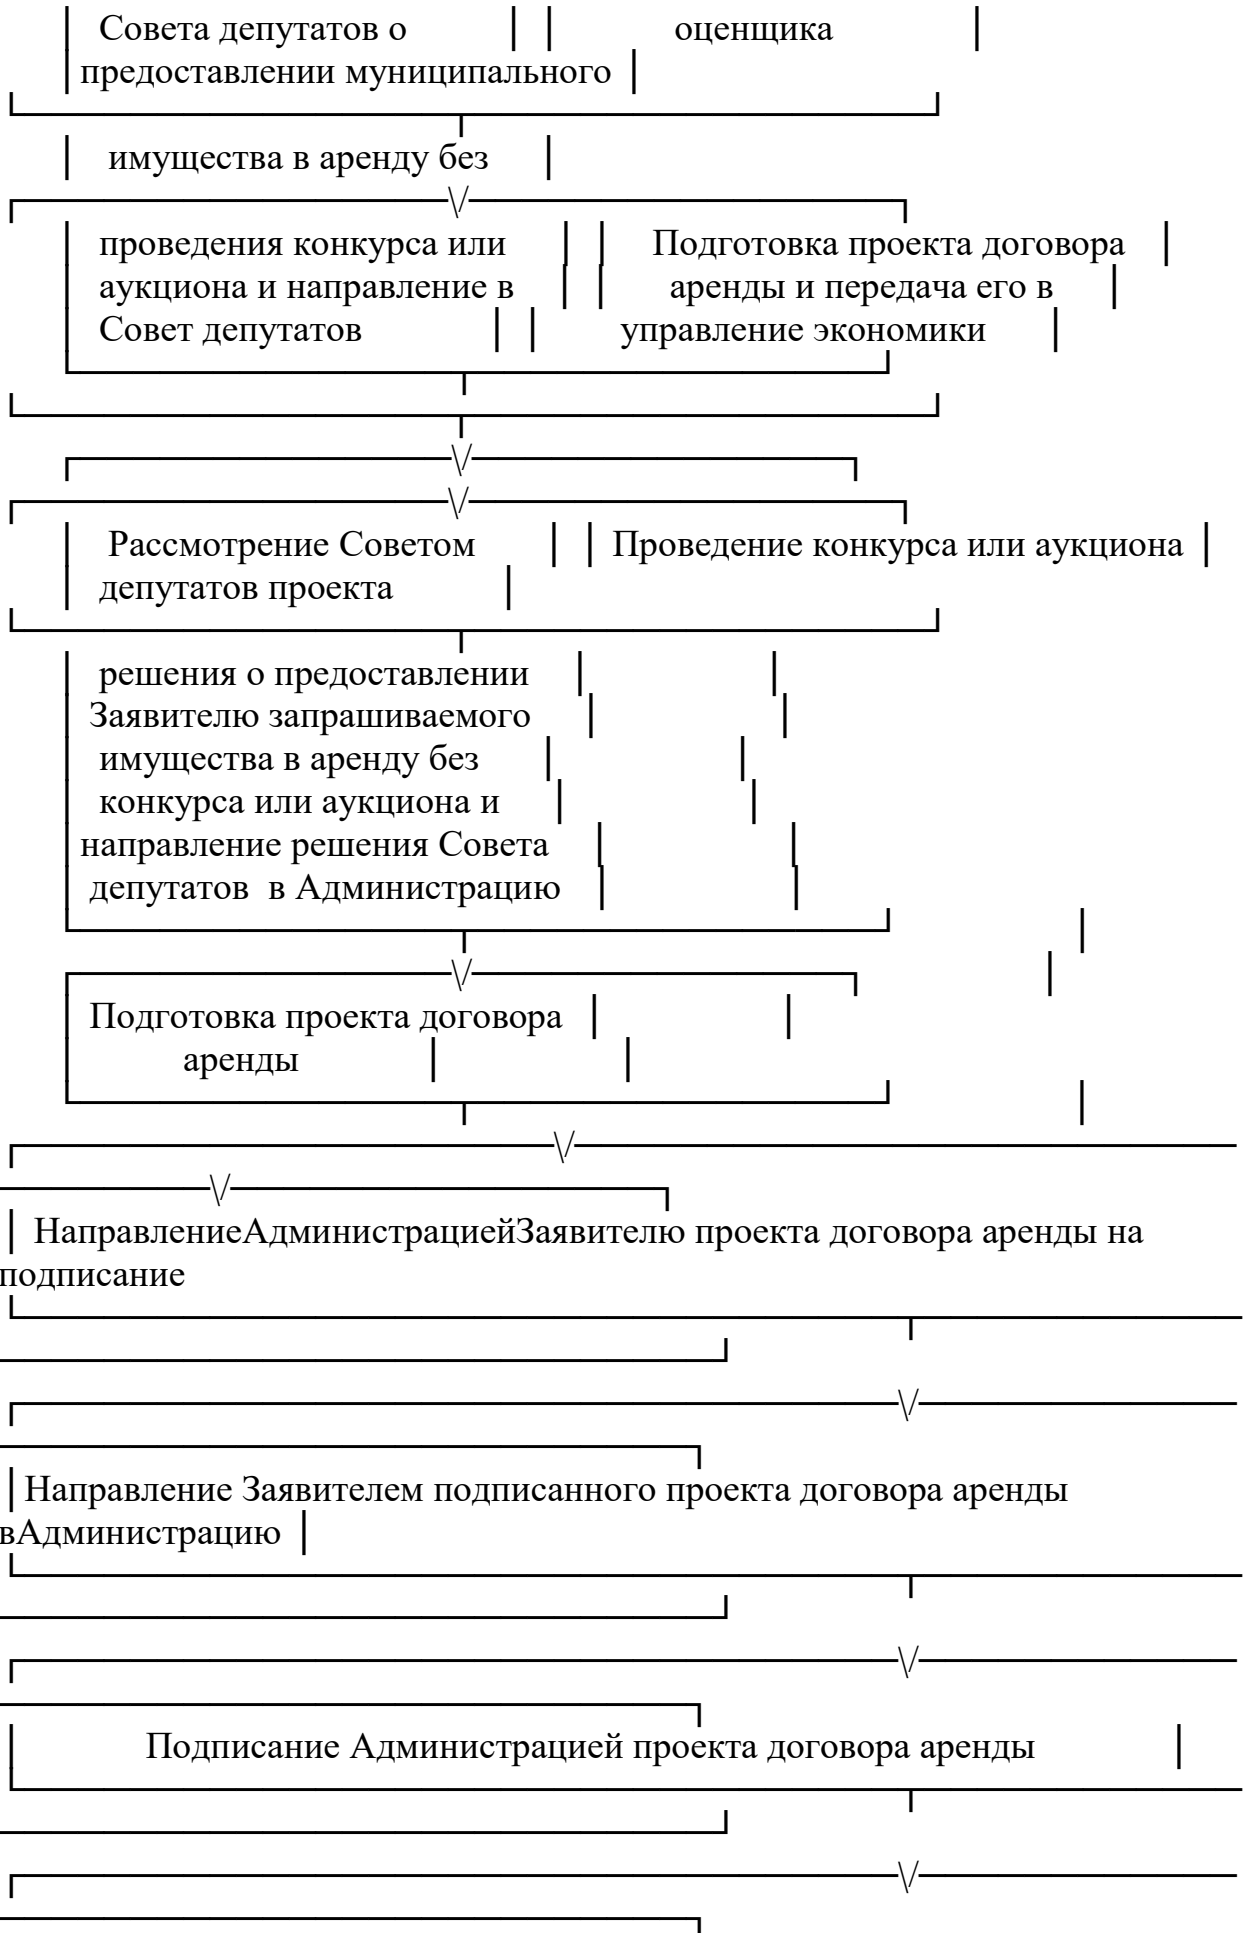 Совета депутатов о оценщика
предоставлении муниципального
имущества в аренду без
проведения конкурса или Подготовка проекта договора
аукциона и направление в аренды и передача его в
Совет депутатов управление экономики
Рассмотрение Советом Проведение конкурса или аукциона
депутатов проекта
решения о предоставлении
Заявителю запрашиваемого
имущества в аренду без
конкурса или аукциона и
направление решения Совета
депутатов в Администрацию
Подготовка проекта договора
аренды
НаправлениеАдминистрациейЗаявителю проекта договора аренды на
подписание
Направление Заявителем подписанного проекта договора аренды
вАдминистрацию
Подписание Администрацией проекта договора аренды